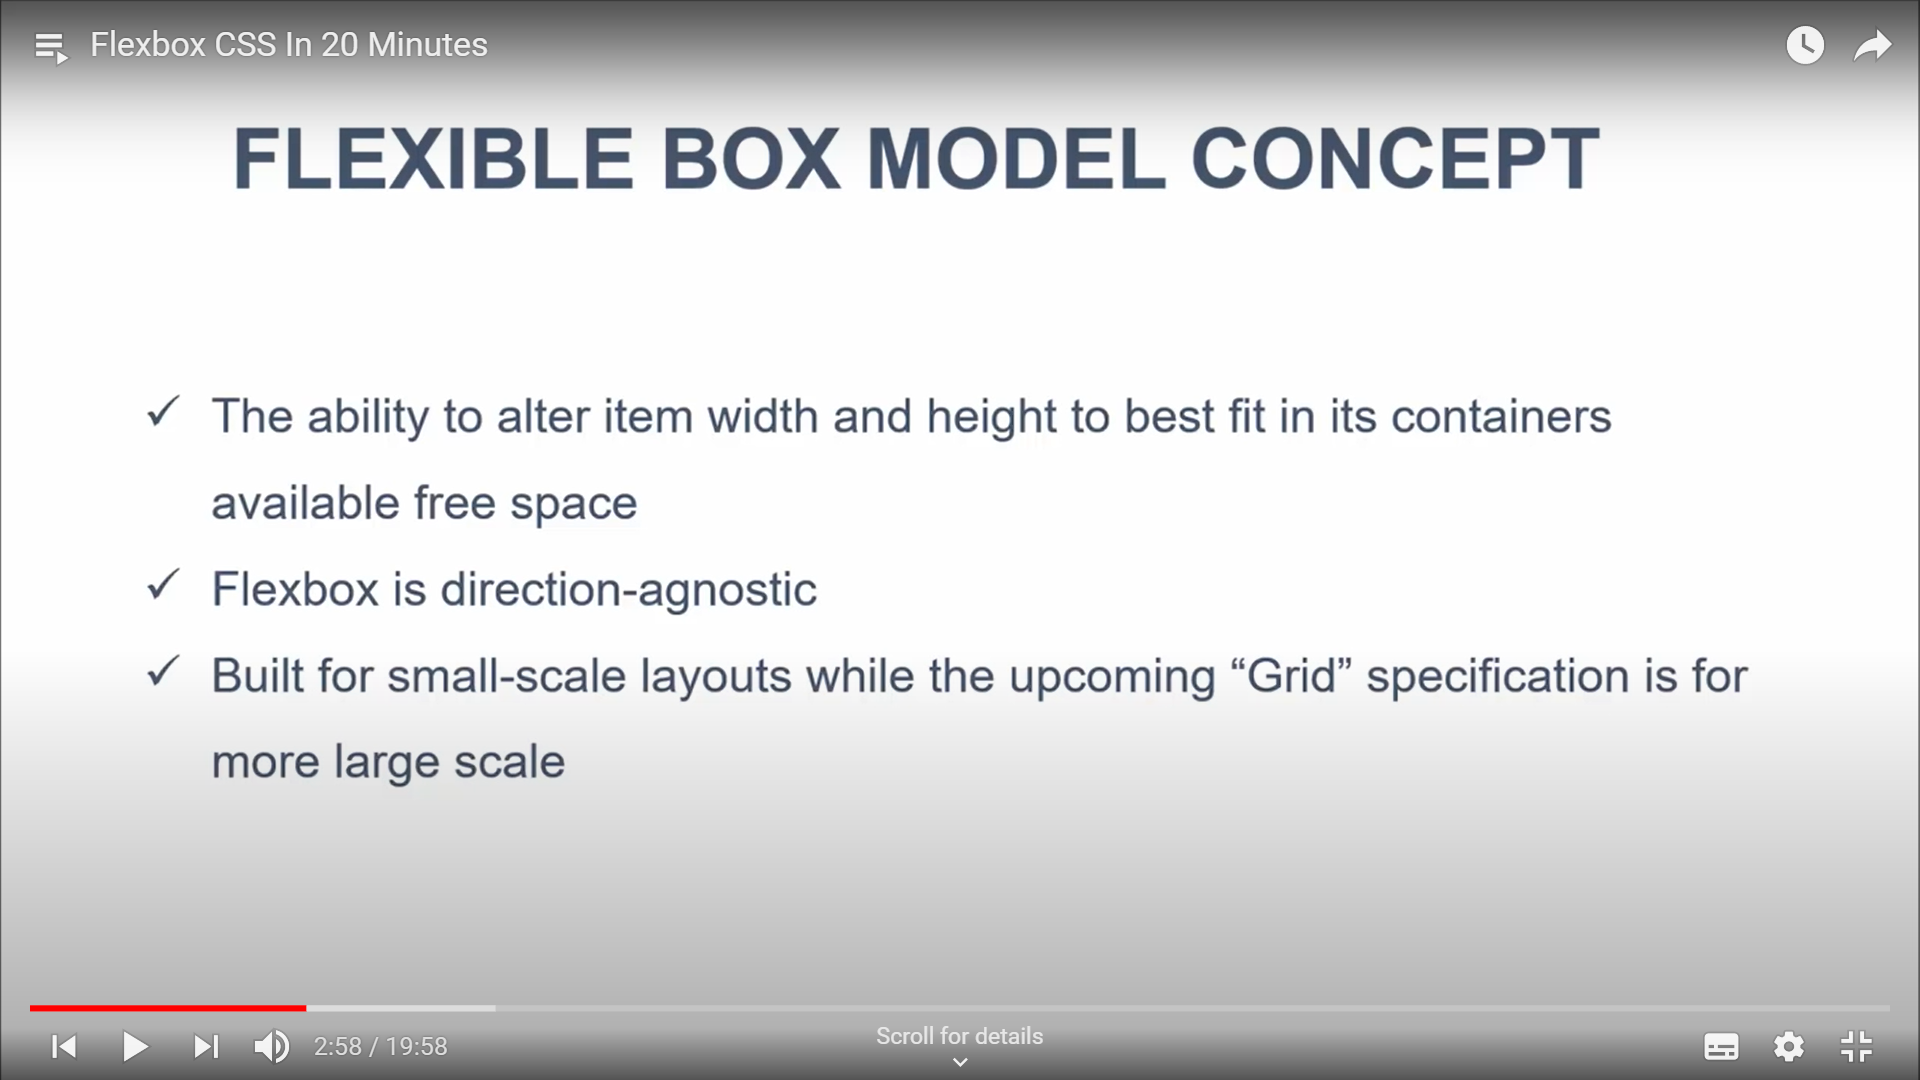 Flexbox CSS In 20 Minutes
FLEXIBLE BOX MODEL CONCEPT
✓ The ability to alter item width and height to best fit in its containers
available free space
✓ Flexbox is direction-agnostic
✓ Built for small-scale layouts while the upcoming “Grid” specification is for
more large scale
2:58 / 19:58
Scroll for details